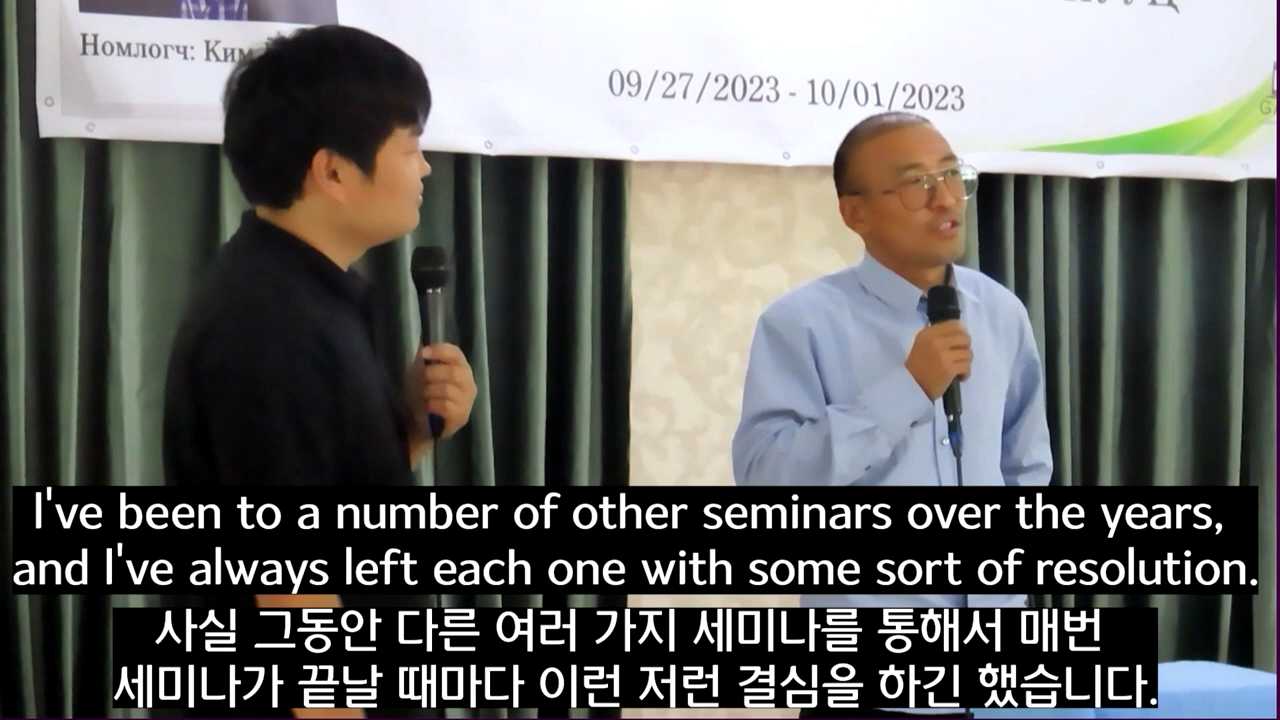 Номлогч: Ким
09/27/2023 - 10/01/2023
I've been to a number of other seminars over the years,
and I've always left each one with some sort of resolution.
사실 그동안 다른 여러 가지 세미나를 통해서 매번
세미나가 끝날 때마다 이런 저런 결심을 하긴 했습니다.